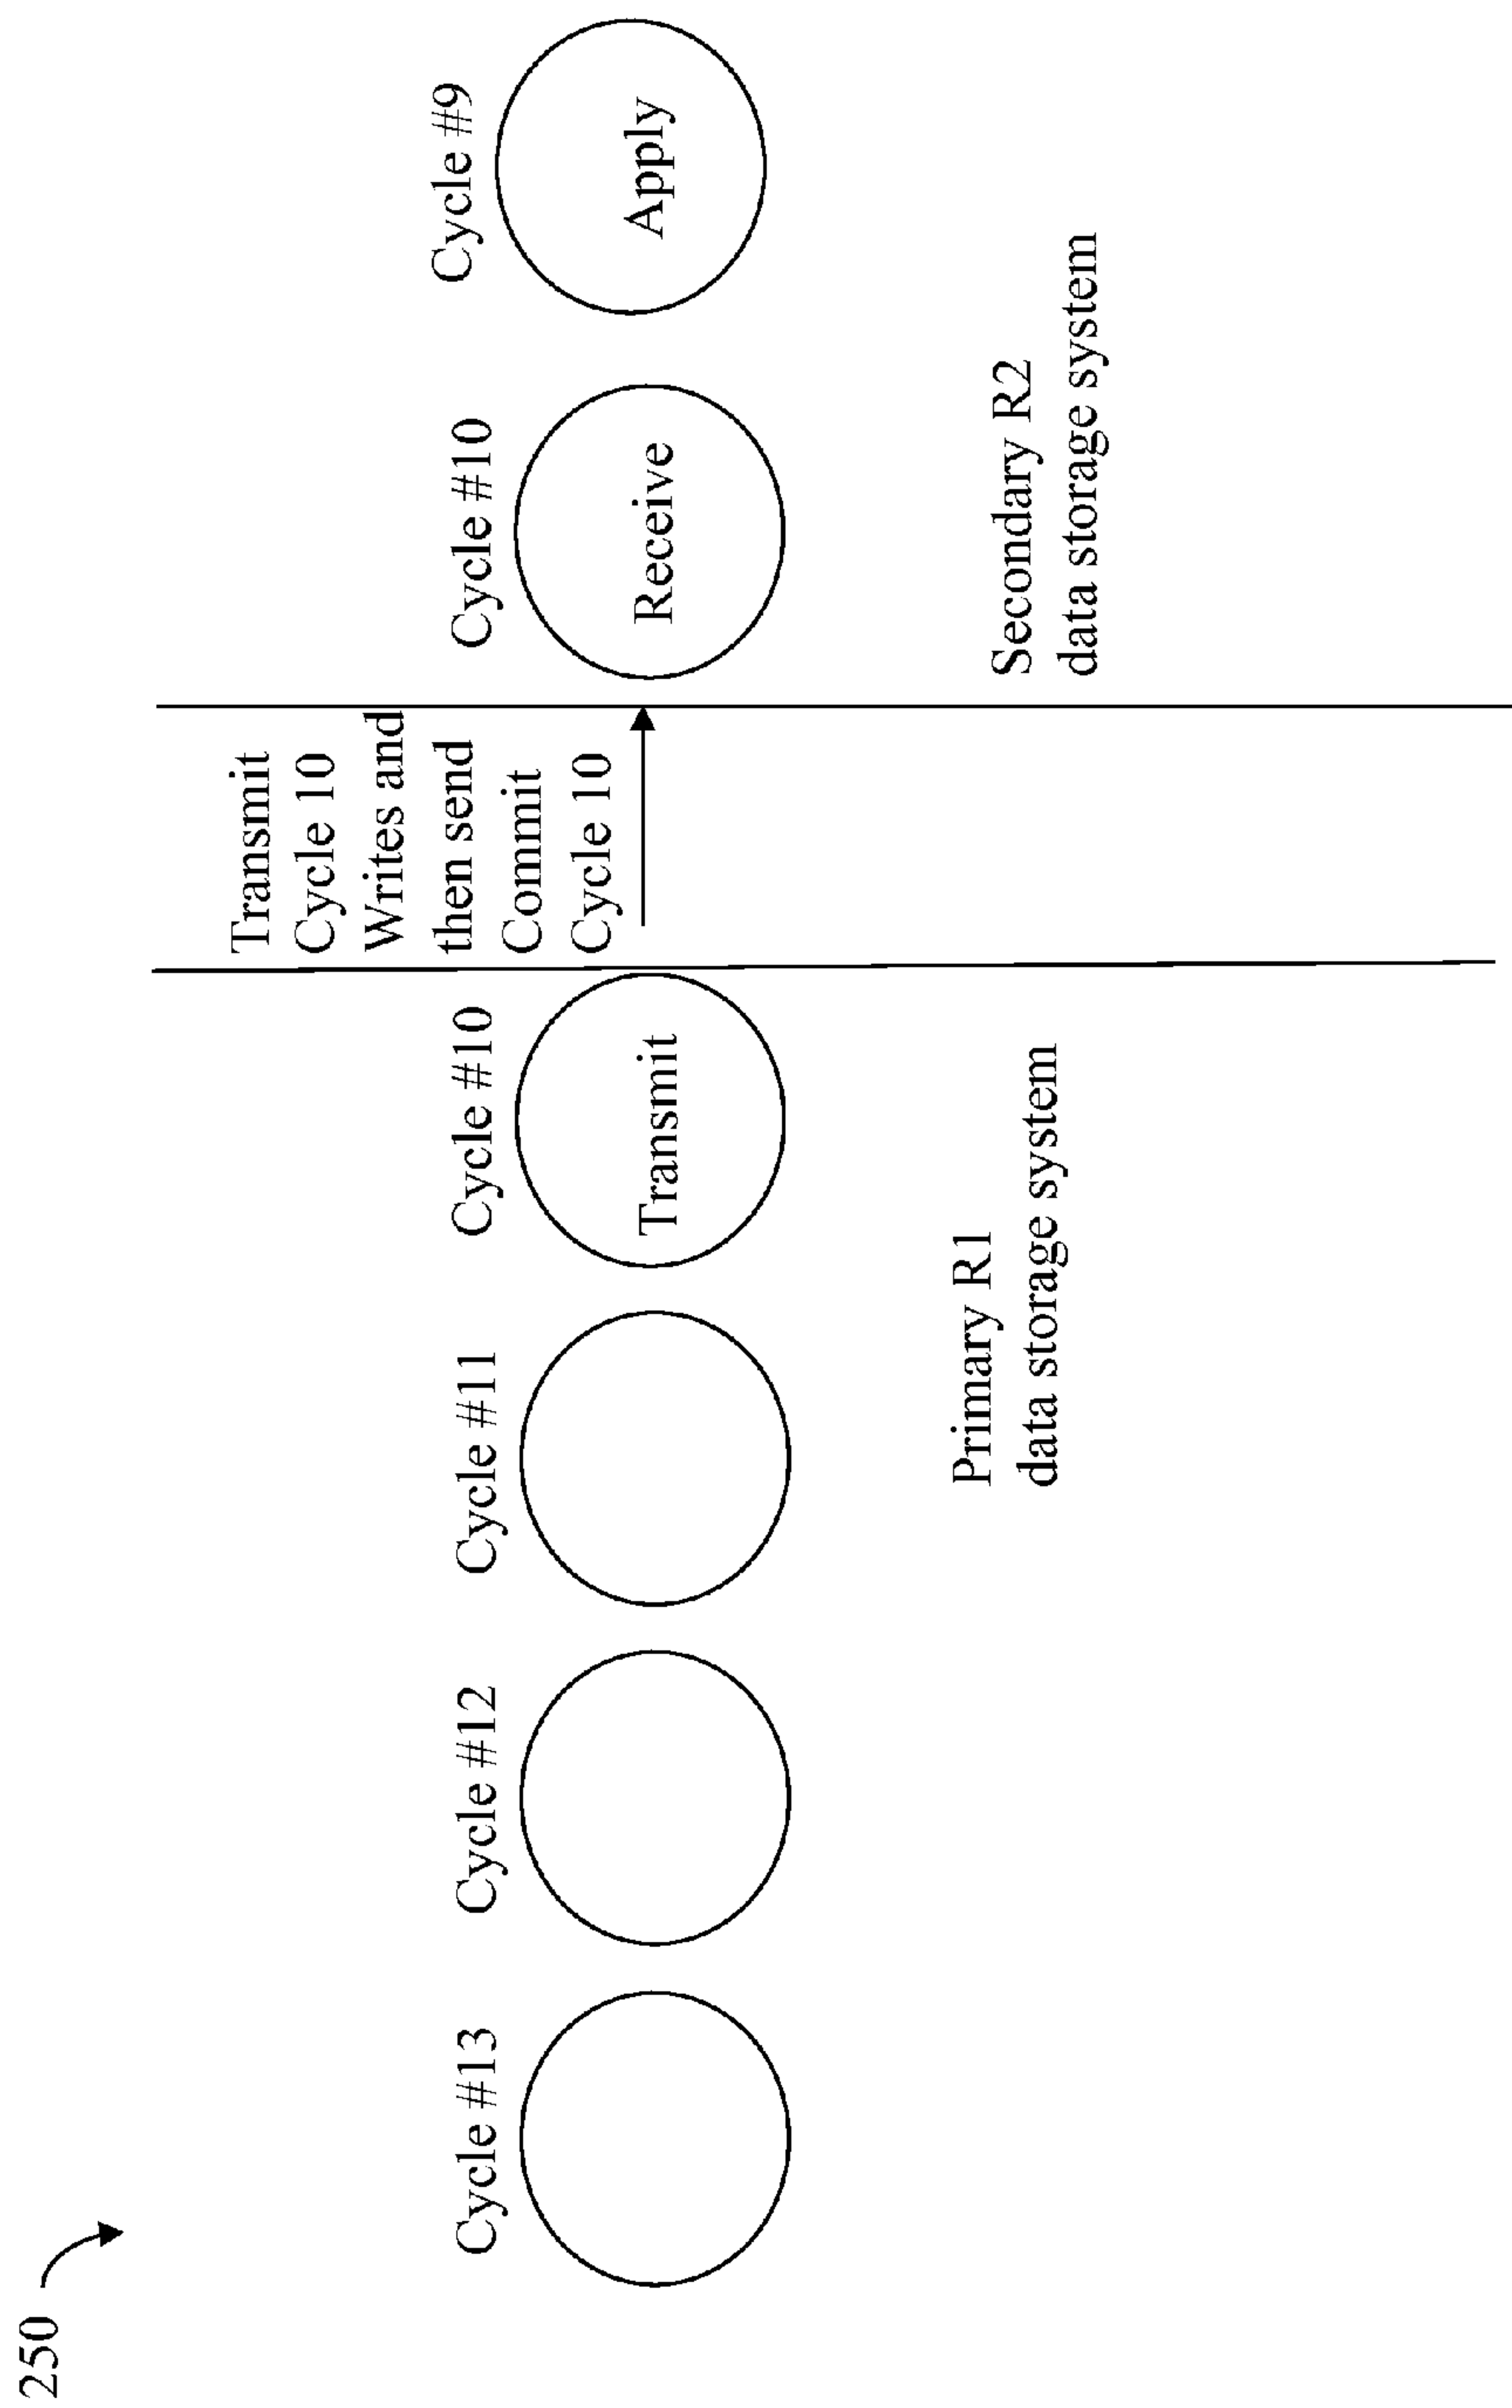 250
Cycle #13
Cycle #12
Cycle #11
Cycle #10
Transmit
Primary R1
data storage system
Transmit
Cycle 10
Writes and
then send
Commit
Cycle 10
Cycle #10
Receive
Cycle #9
Apply
Secondary R2
data storage system